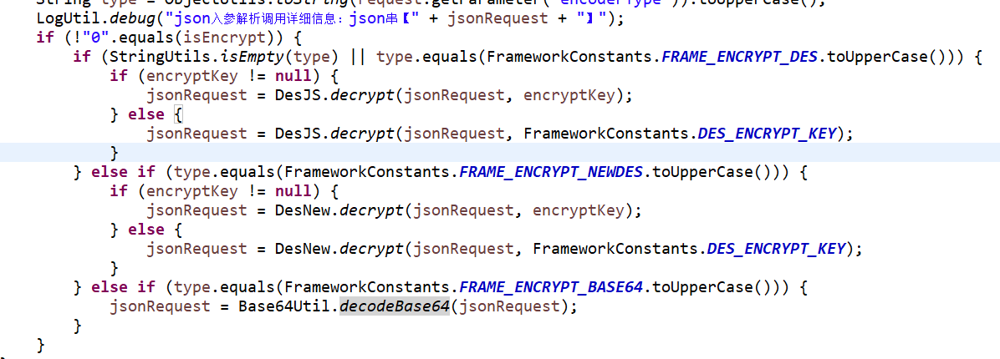 String type = ObjectUtils.toString(request.getParameter("encoderType")).toUpperCase();
LogUtil.debug("json入参解析调用详细信息：json串【" + jsonRequest + "】");
if (!"0".equals(isEncrypt)) {
if (StringUtils.isEmpty(type) || type.equals(FrameworkConstants.FRAME_ENCRYPT_DES.toUpperCase())) {
if (encryptKey != null) {
jsonRequest = DesJS.decrypt(jsonRequest, encryptKey);
} else {
jsonRequest = DesJS.decrypt(jsonRequest, FrameworkConstants.DES_ENCRYPT_KEY);
}
} else if (type.equals(FrameworkConstants.FRAME_ENCRYPT_NEWDES.toUpperCase())) {
if (encryptKey != null) {
jsonRequest = DesNew.decrypt(jsonRequest, encryptKey);
} else {
jsonRequest = DesNew.decrypt(jsonRequest, FrameworkConstants.DES_ENCRYPT_KEY);
}
} else if (type.equals(FrameworkConstants.FRAME_ENCRYPT_BASE64.toUpperCase())) {
jsonRequest = Base64Util.decodeBase64(jsonRequest);
}
}